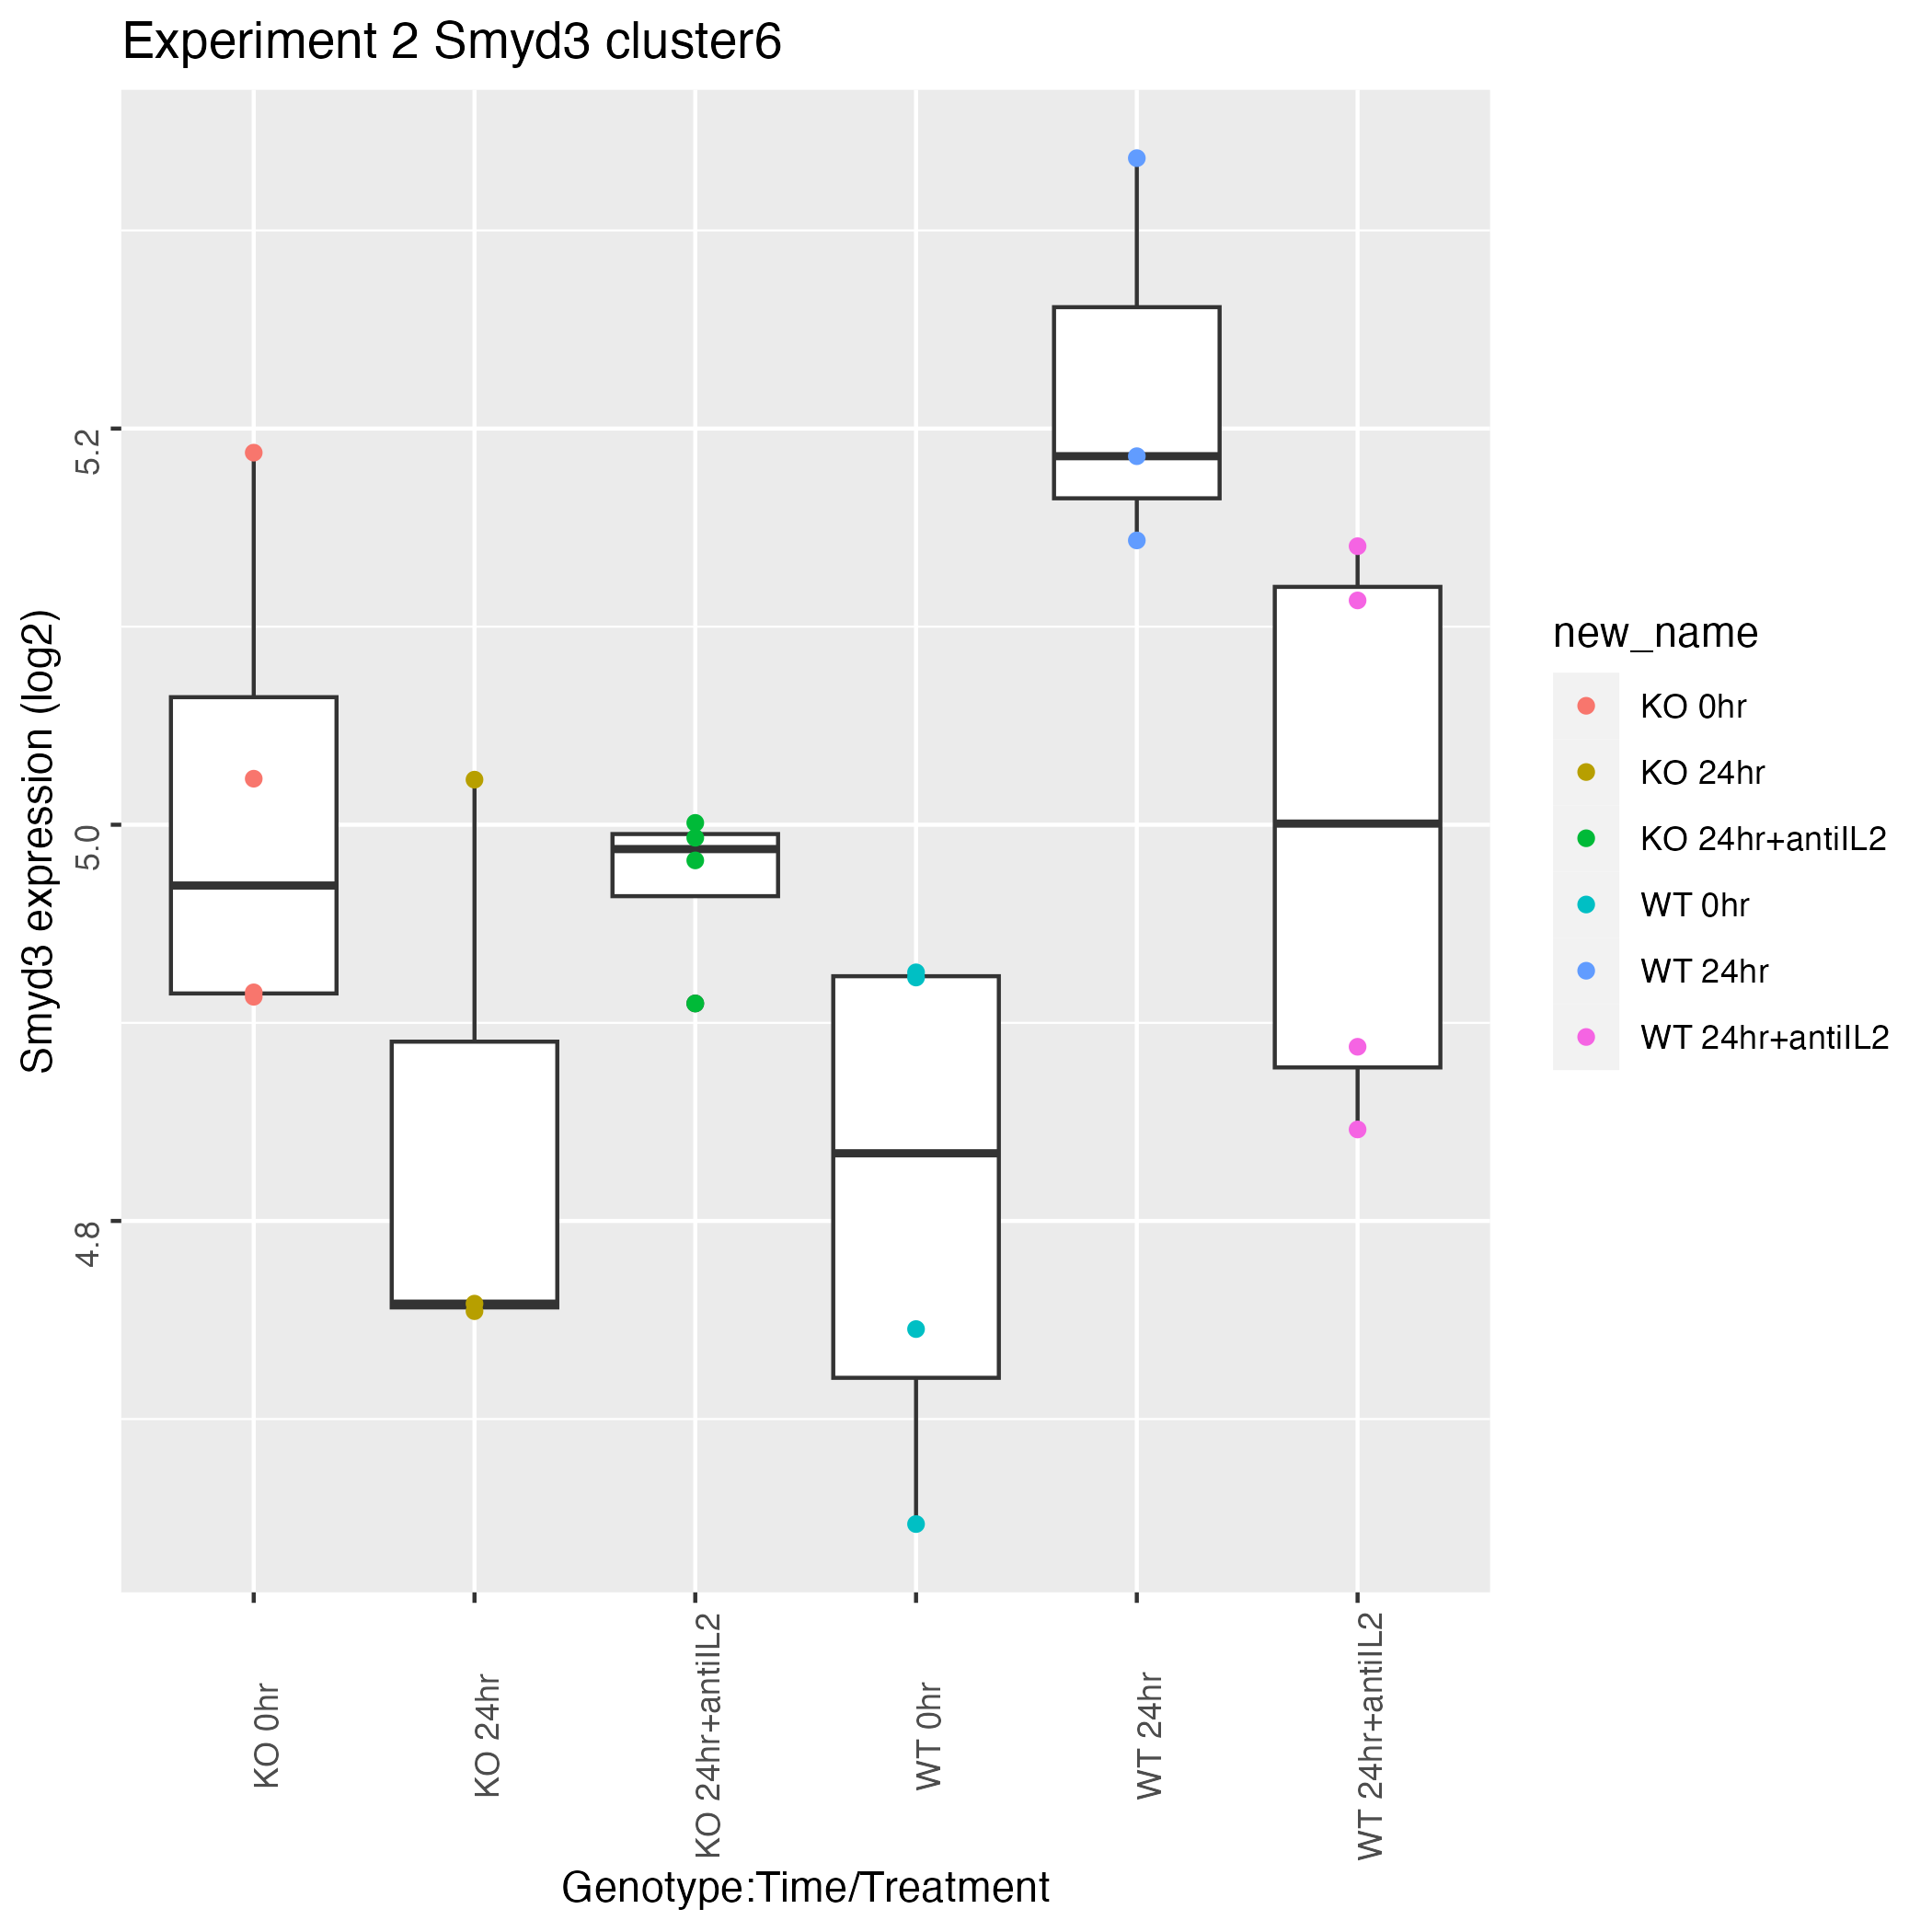 Experiment 2 Smyd3 cluster6
Smyd3 expression (log2)
5.2
5.0
4.8
KO 0hr
KO 24hr
KO 24hr+antiIL2
WT 0hr
WT 24hr
WT 24hr+antiIL2
Genotype:Time/Treatment
new_name
KO 0hr
KO 24hr
KO 24hr+antiIL2
WT 0hr
WT 24hr
WT 24hr+antiIL2